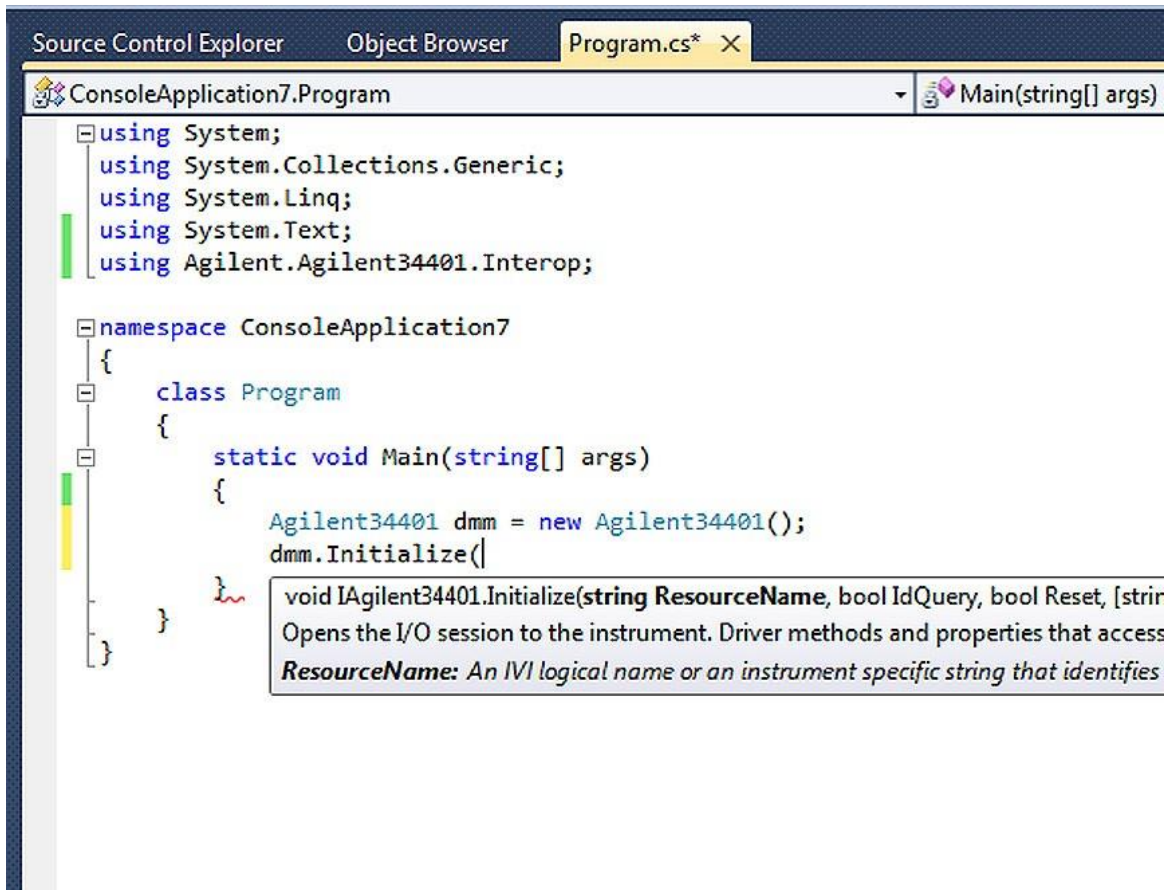 Source Control Explorer Object Browser Program.cs*
ConsoleApplication7.Program Main(string[] args)
using System;
using System.Collections.Generic;
using System.Linq;
using System.Text;
using Agilent.Agilent34401.Interop;
namespace ConsoleApplication7
{
class Program
{
static void Main(string[] args)
{
Agilent34401 dmm = new Agilent34401();
dmm.Initialize(
}
void IAgilent34401.Initialize(string ResourceName, bool IdQuery, bool Reset, [strin
}
Opens the I/O session to the instrument. Driver methods and properties that access
}
ResourceName: An IVI logical name or an instrument specific string that identifies